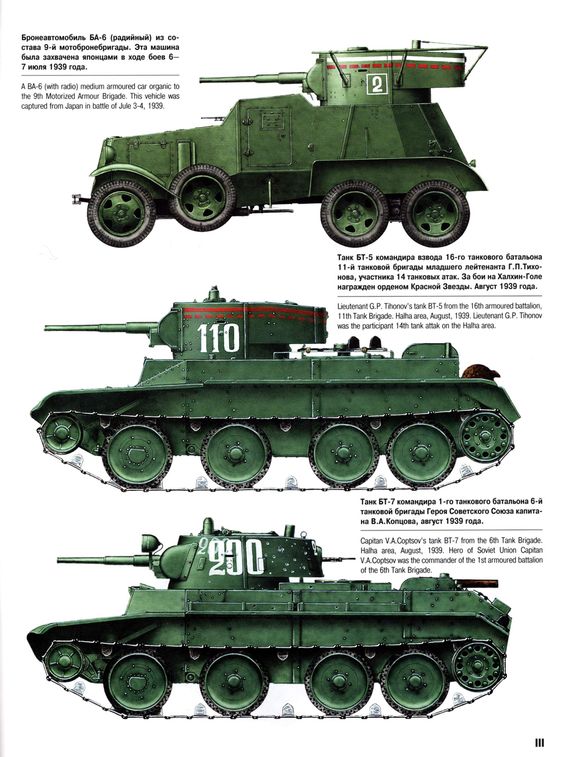 Бронеавтомобиль БА-6 (радийный) из со-
става 9-й мотобронебригады. Эта машина
была захвачена японцами в ходе боев 6—
7 июля 1939 года.
A BA-6 (with radio) medium armoured car organic to
the 9th Motorized Armour Brigade. This vehicle was
captured from Japan in battle of Jule 3-4, 1939.
2
Танк БТ-5 командира взвода 16-го танкового батальона
11-й танковой бригады младшего лейтенанта Г.П.Тихо-
нова, участника 14 танковых атак. За бои на Халхин-Голе
награжден орденом Красной Звезды. Август 1939 года.
Lieutenant G.P. Tihonov's tank BT-5 from the 16th armoured battalion,
11th Tank Brigade. Halha area, August, 1939. Lieutenant G.P. Tihonov
was the participant 14th tank attak on the Halha area.
110
Танк БТ-7 командира 1-го танкового батальона 6-й
танковой бригады Героя Советского Союза капита-
на В.А.Копцова, август 1939 года.
Capitan V.A.Coptsov's tank BT-7 from the 6th Tank Brigade.
Halha area, August, 1939. Hero of Soviet Union Capitan
V.A.Coptsov was the commander of the 1st armoured battalion
of the 6th Tank Brigade.
III